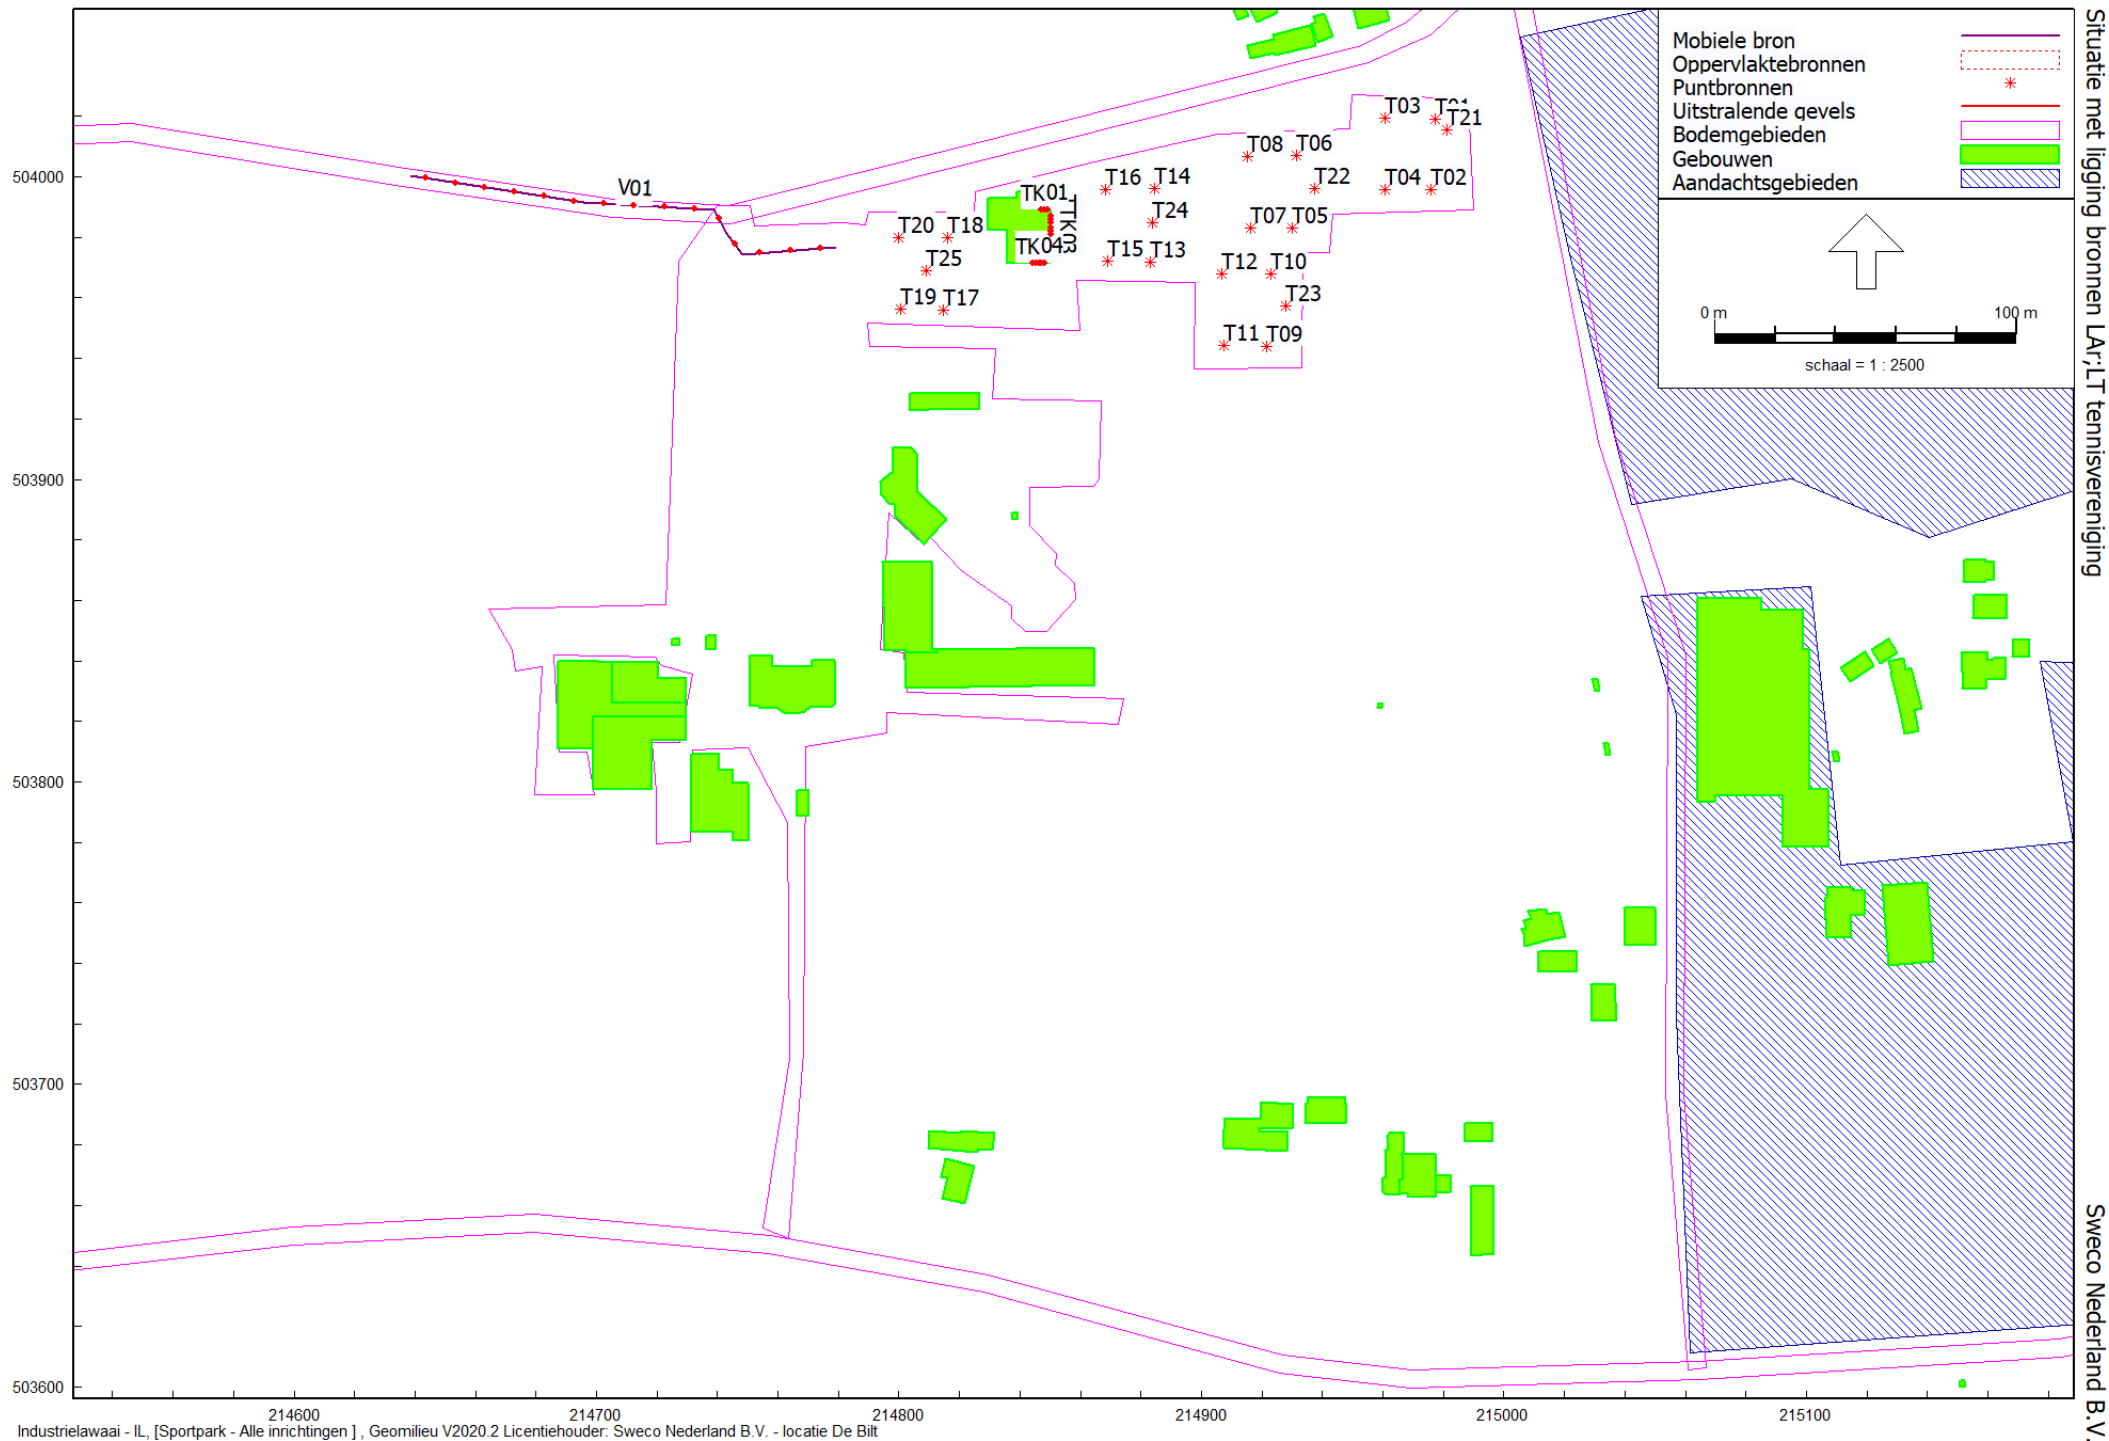 Mobiele bron
Oppervlaktebronnen
Puntbronnen
Uitstralende gevels
Bodemgebieden
Gebouwen
Aandachtsgebieden
0 m
100 m
schaal = 1 : 2500
Situatie met ligging bronnen LAr;LT tennisvereniging
Sweco Nederland B.V.
T03
T21
T08
T06
T22
T04
T02
T16
T14
T24
T07
T05
T15
T13
T12
T10
T23
T11
T09
V01
TK01
TK04
T20
T18
T25
T19
T17
504000
503900
503800
503700
503600
214600
214700
214800
214900
215000
215100
Industrielawaai - IL, [Sportpark - Alle inrichtingen ] , Geomilieu V2020.2 Licentiehouder: Sweco Nederland B.V. - locatie De Bilt